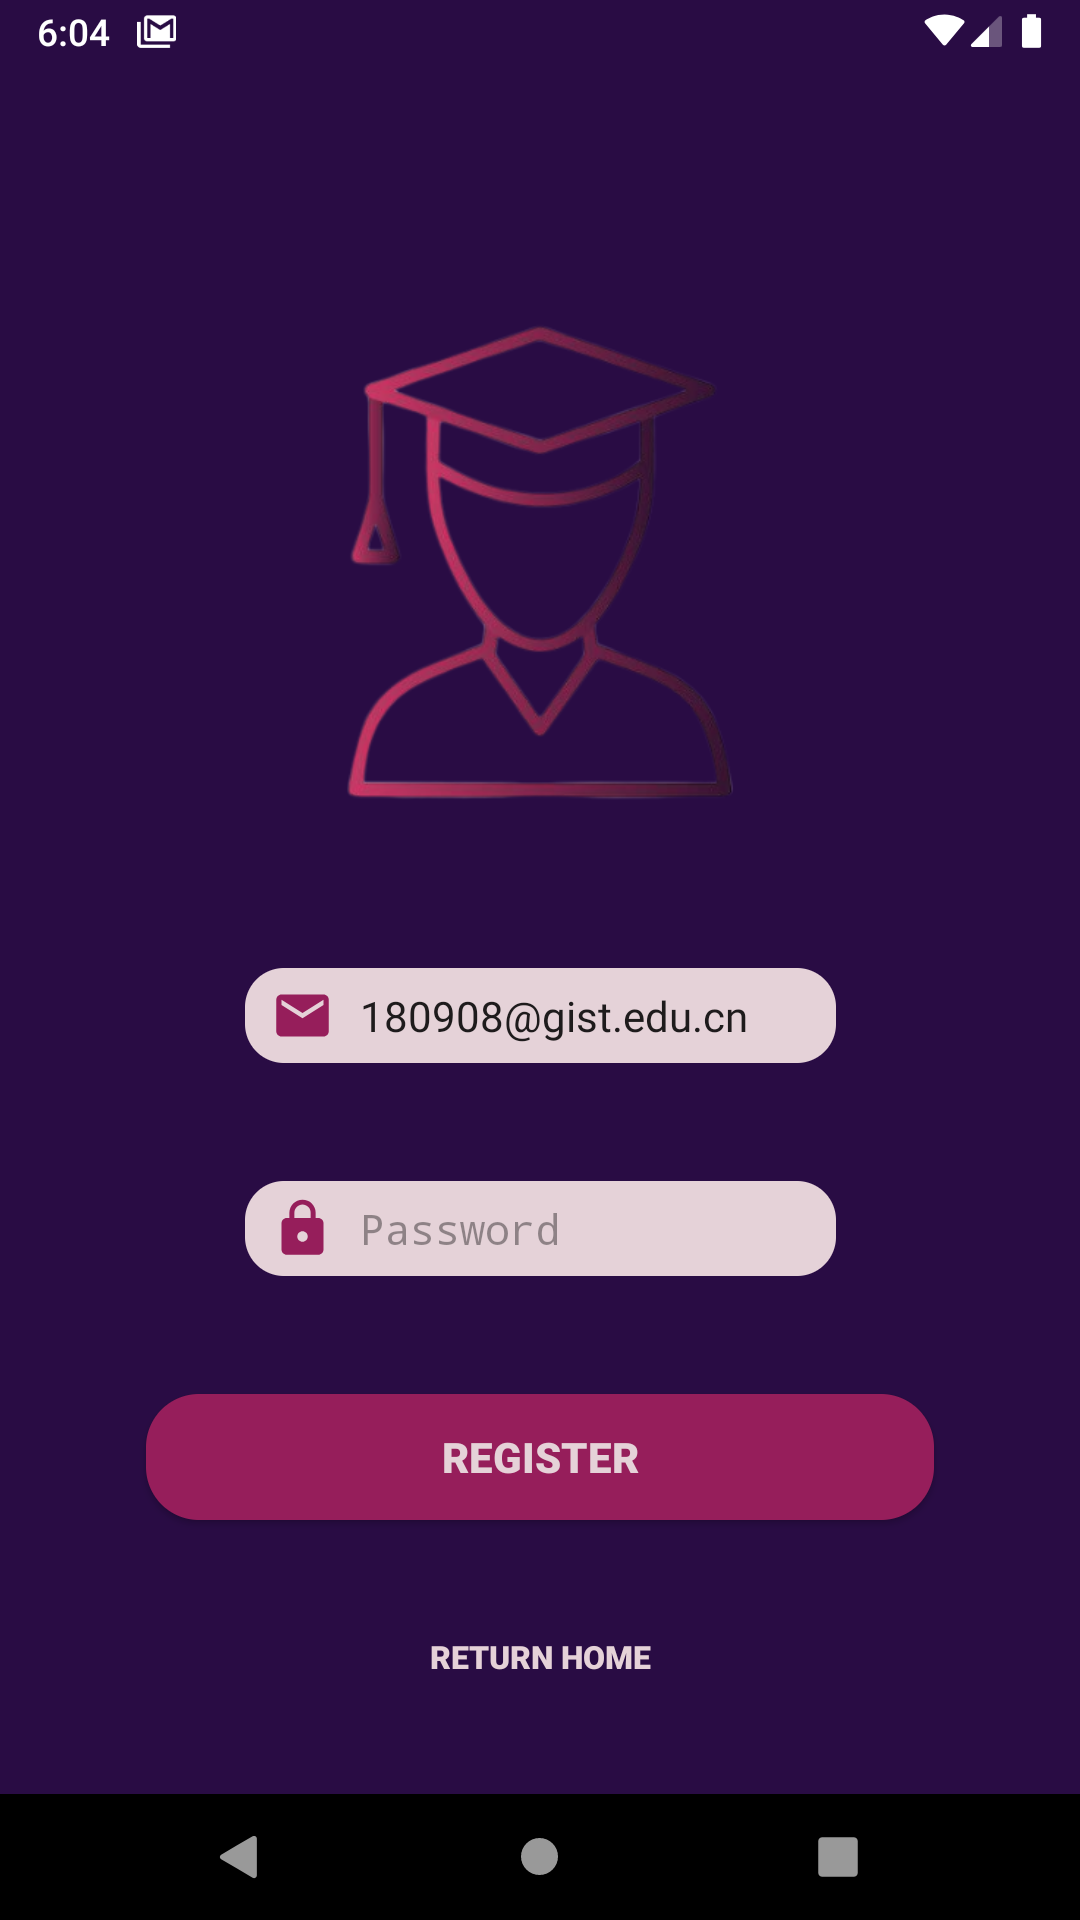 6:04
180908@gist.edu.cn
Password
REGISTER
RETURN HOME